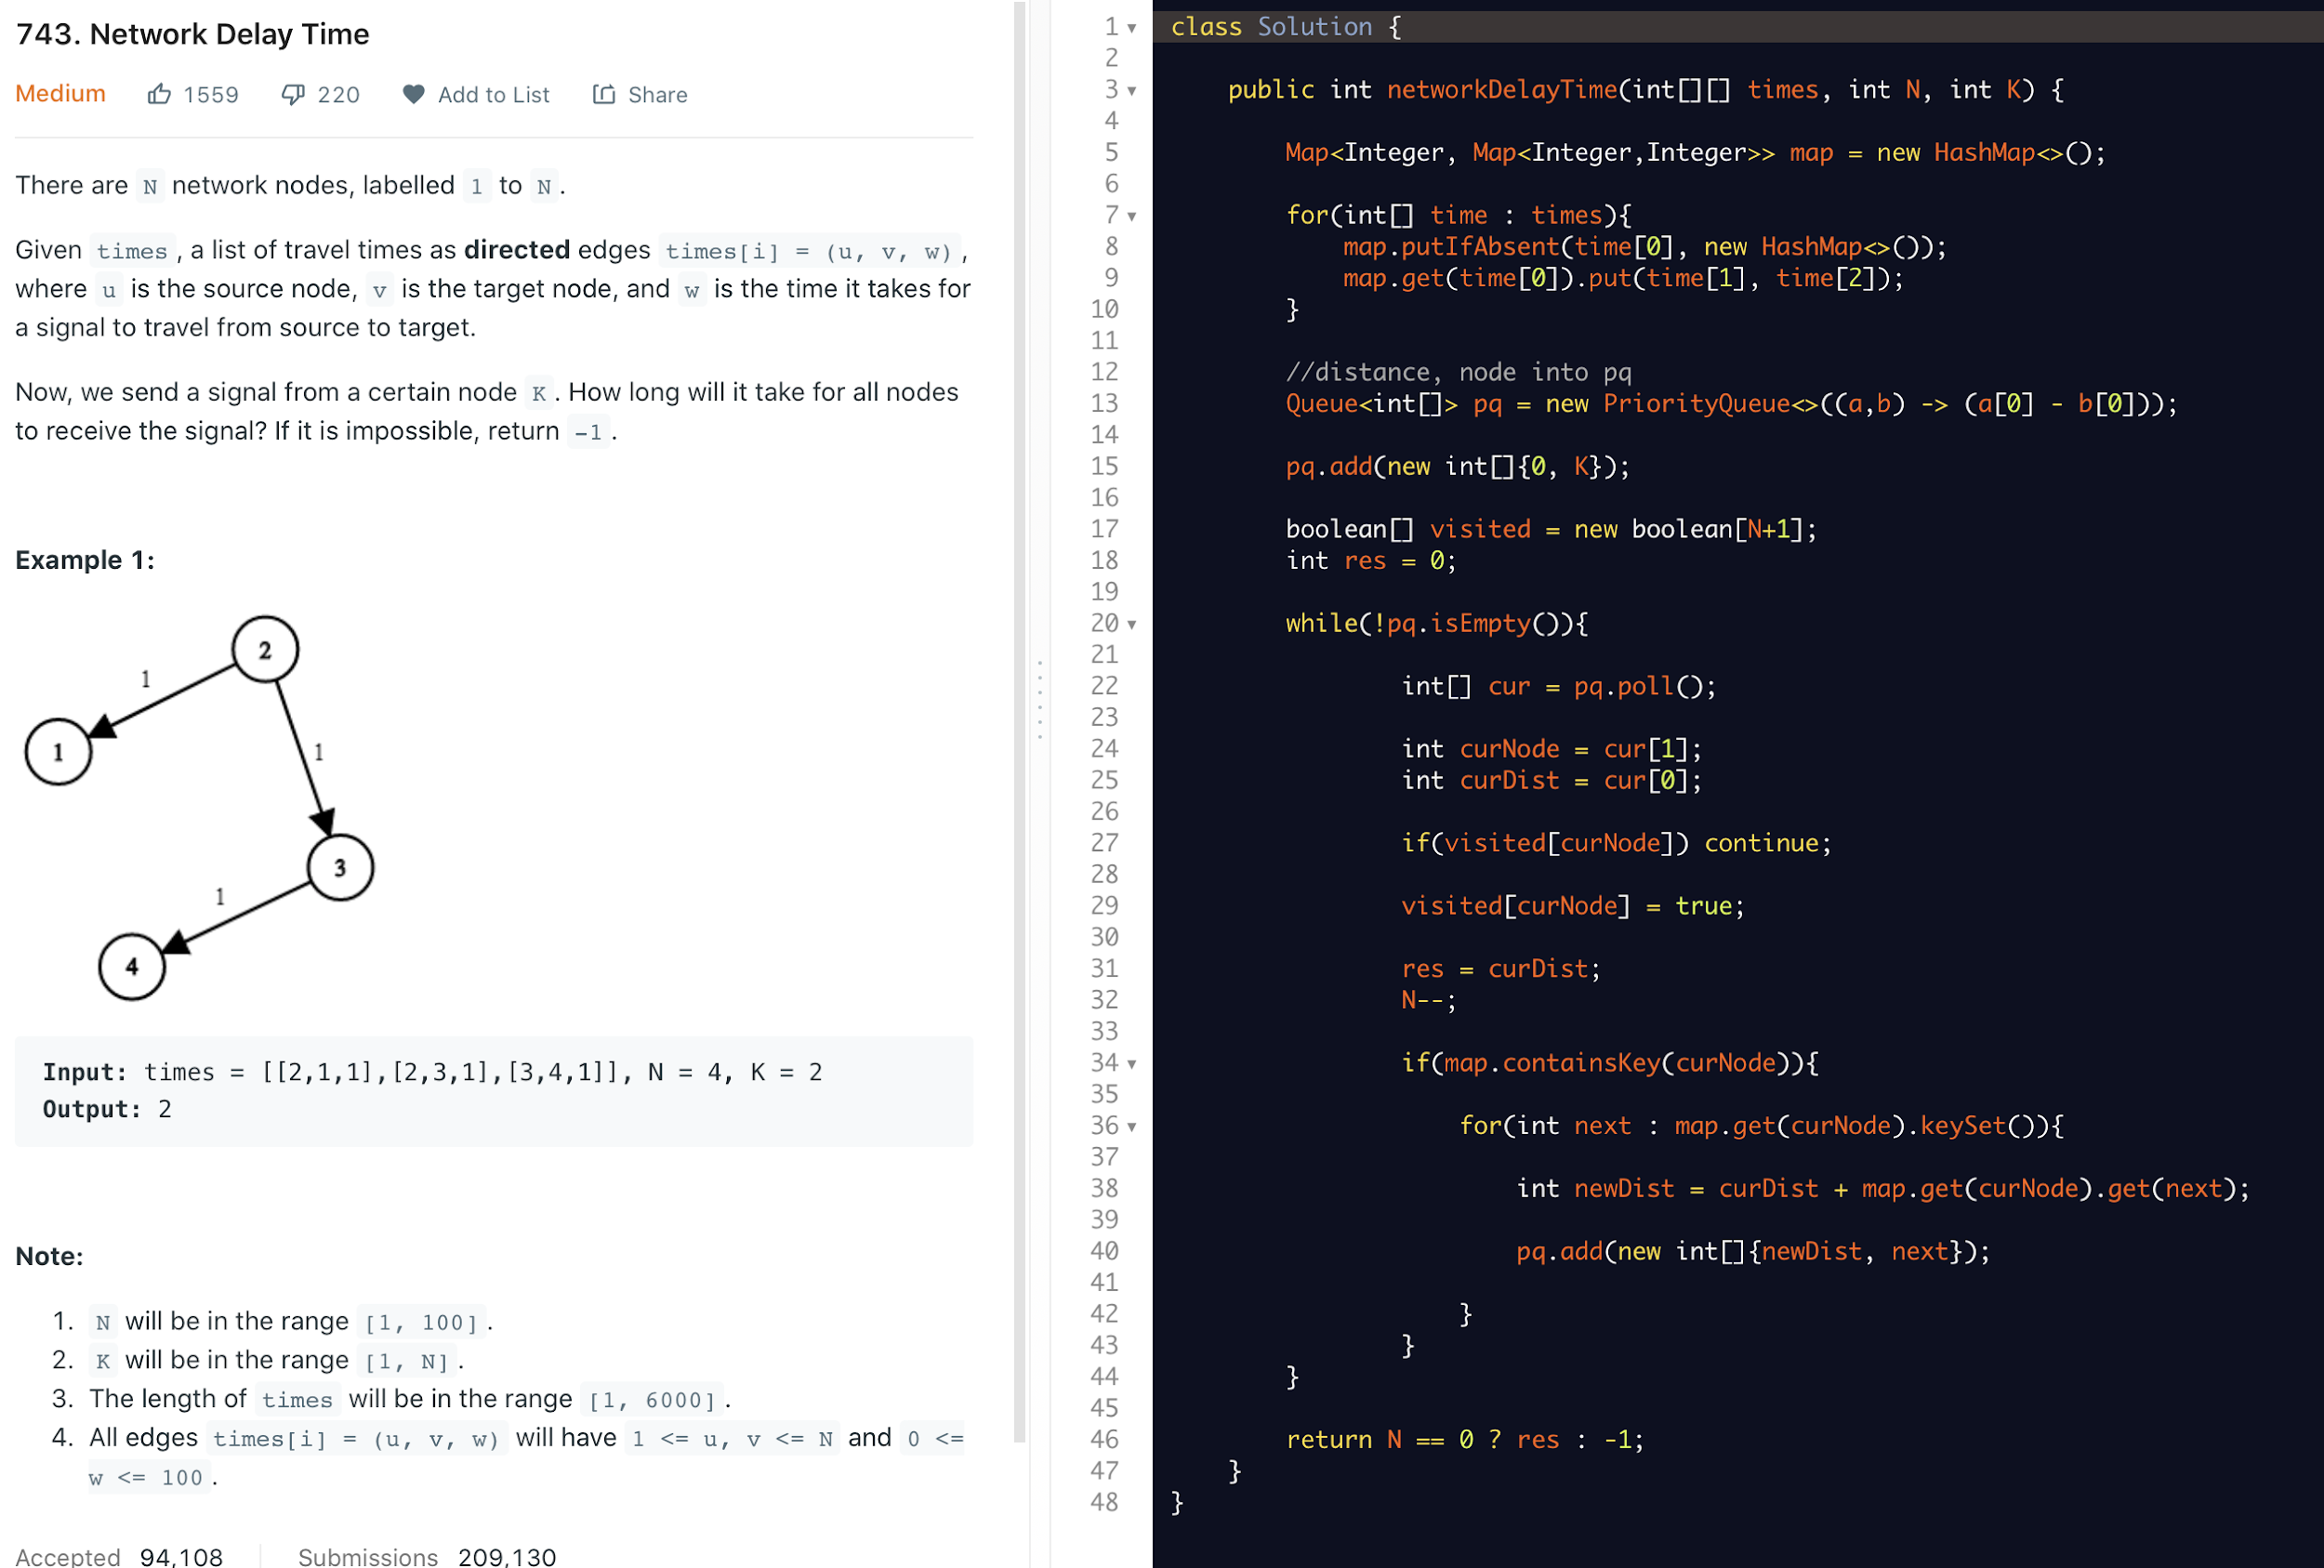 743. Network Delay Time
Medium 1559 220 Add to List Share
There are N network nodes, labelled 1 to N.
Given times, a list of travel times as directed edges times[i] = (u, v, w),
where u is the source node, v is the target node, and w is the time it takes for
a signal to travel from source to target.
Now, we send a signal from a certain node K. How long will it take for all nodes
to receive the signal? If it is impossible, return -1.
Example 1:
2
1
1
1
3
1
4
Input: times = [[2,1,1],[2,3,1],[3,4,1]], N = 4, K = 2
Output: 2
Note:
1. N will be in the range [1, 100].
2. K will be in the range [1, N].
3. The length of times will be in the range [1, 6000].
4. All edges times[i] = (u, v, w) will have 1 <= u, v <= N and 0 <=
w <= 100.
Accepted 94,108 Submissions 209,130
1 class Solution {
2
3 public int networkDelayTime(int[][] times, int N, int K) {
4
5 Map<Integer, Map<Integer,Integer>> map = new HashMap<>();
6
7 for(int[] time : times){
8 map.putIfAbsent(time[0], new HashMap<>());
9 map.get(time[0]).put(time[1], time[2]);
10 }
11
12 //distance, node into pq
13 Queue<int[]> pq = new PriorityQueue<>((a,b) -> (a[0] - b[0]));
14
15 pq.add(new int[]{0, K});
16
17 boolean[] visited = new boolean[N+1];
18 int res = 0;
19
20 while(!pq.isEmpty()){
21
22 int[] cur = pq.poll();
23
24 int curNode = cur[1];
25 int curDist = cur[0];
26
27 if(visited[curNode]) continue;
28
29 visited[curNode] = true;
30
31 res = curDist;
32 N--;
33
34 if(map.containsKey(curNode)){
35
36 for(int next : map.get(curNode).keySet()){
37
38 int newDist = curDist + map.get(curNode).get(next);
39
40 pq.add(new int[]{newDist, next});
41
42 }
43 }
44 }
45
46 return N == 0 ? res : -1;
47 }
48 }